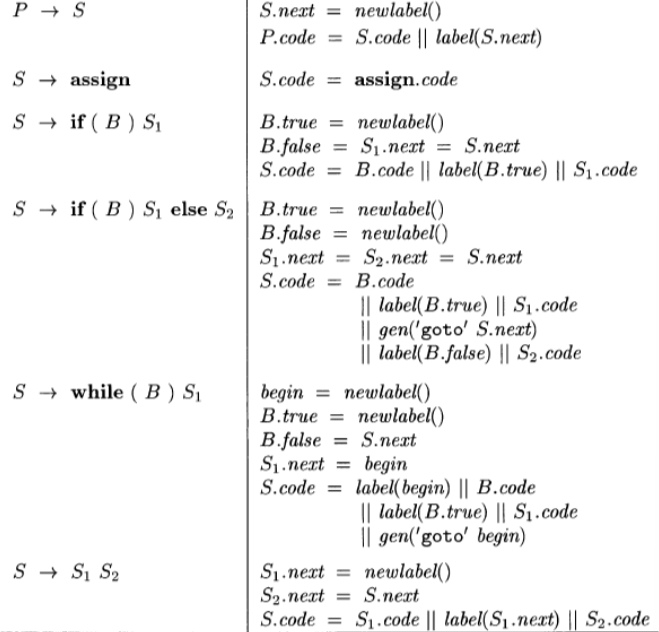 P → S S.next = newlabel()
P.code = S.code || label(S.next)
S → assign S.code = assign.code
S → if ( B ) S₁ B.true = newlabel()
B.false = S₁.next = S.next
S.code = B.code || label(B.true) || S₁.code
S → if ( B ) S₁ else S₂ B.true = newlabel()
B.false = newlabel()
S₁.next = S₂.next = S.next
S.code = B.code
|| label(B.true) || S₁.code
|| gen('goto' S.next)
|| label(B.false) || S₂.code
S → while ( B ) S₁ begin = newlabel()
B.true = newlabel()
B.false = S.next
S₁.next = begin
S.code = label(begin) || B.code
|| label(B.true) || S₁.code
|| gen('goto' begin)
S → S₁ S₂ S₁.next = newlabel()
S₂.next = S.next
S.code = S₁.code || label(S₁.next) || S₂.code